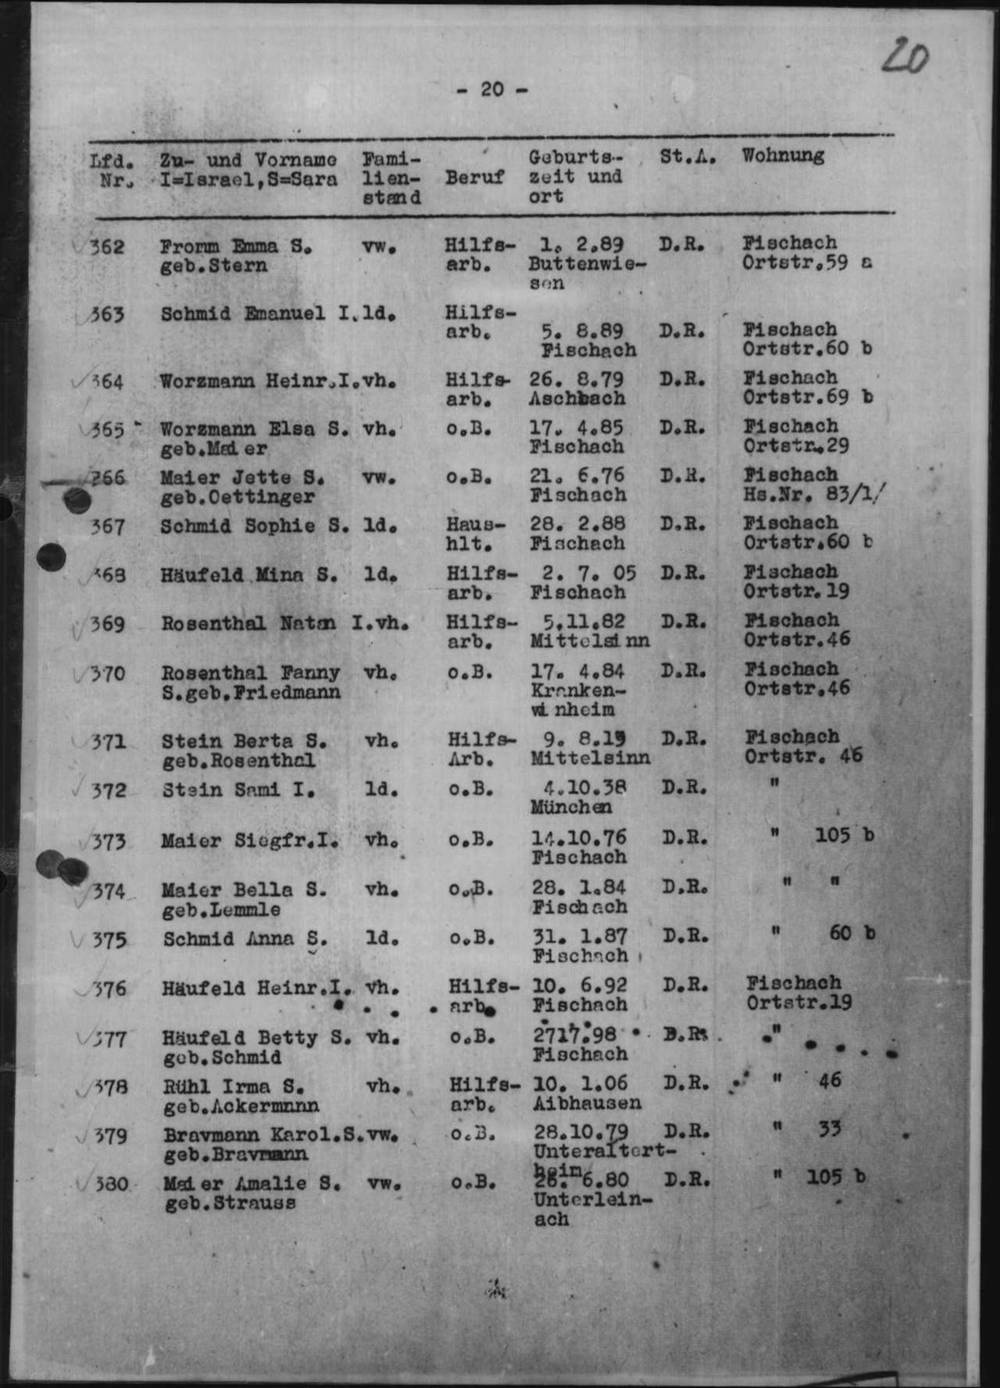 20
- 20 -
Lfd. Zu- und Vorname Fami- Geburts- St.A. Wohnung
Nr. I=Israel,S=Sara lien- Beruf zeit und
stand ort
362 Fromm Emma S. vw. Hilfs- 1. 2.89 D.R. Fischach
geb.Stern arb. Buttenwie- Ortstr.59 a
sen
363 Schmid Emanuel I.ld. Hilfs-
arb. 5. 8.89 D.R. Fischach
Fischach Ortstr.60 b
364 Worzmann Heinr.I.vh. Hilfs- 26. 8.79 D.R. Fischach
arb. Aschbach Ortstr.69 b
365 Worzmann Elsa S. vh. o.B. 17. 4.85 D.R. Fischach
geb.Maier Fischach Ortstr.29
366 Maier Jette S. vw. o.B. 21. 6.76 D.R. Fischach
geb.Oettinger Fischach Hs.Nr. 83/1/
367 Schmid Sophie S. ld. Haus- 28. 2.88 D.R. Fischach
hlt. Fischach Ortstr.60 b
368 Häufeld Mina S. ld. Hilfs- 2. 7. 05 D.R. Fischach
arb. Fischach Ortstr.19
369 Rosenthal Natan I.vh. Hilfs- 5.11.82 D.R. Fischach
arb. Mittelsinn Ortstr.46
370 Rosenthal Fanny vh. o.B. 17. 4.84 D.R. Fischach
S.geb.Friedmann Kranken- Ortstr.46
winheim
371 Stein Berta S. vh. Hilfs- 9. 8.19 D.R. Fischach
geb.Rosenthal Arb. Mittelsinn Ortstr. 46
372 Stein Sami I. ld. o.B. 4.10.38 D.R. "
München
373 Maier Siegfr.I. vh. o.B. 14.10.76 D.R. " 105 b
Fischach
374 Maier Bella S. vh. o.B. 28. 1.84 D.R. " "
geb.Lemmle Fischach
375 Schmid Anna S. ld. o.B. 31. 1.87 D.R. " 60 b
Fischach
376 Häufeld Heinr.I. vh. Hilfs- 10. 6.92 D.R. Fischach
arb. Fischach Ortstr.19
377 Häufeld Betty S. vh. o.B. 27.7.98 D.R. "
geb.Schmid Fischach
378 Rühl Irma S. vh. Hilfs- 10. 1.06 D.R. " 46
geb.Ackermann arb. Aibhausen
379 Bravmann Karol.S.vw. o.B. 28.10.79 D.R. " 33
geb.Bravmann Unteraltert-
heim
380 Maier Amalie S. vw. o.B. 26. 6.80 D.R. " 105 b
geb.Strauss Unterlein-
ach